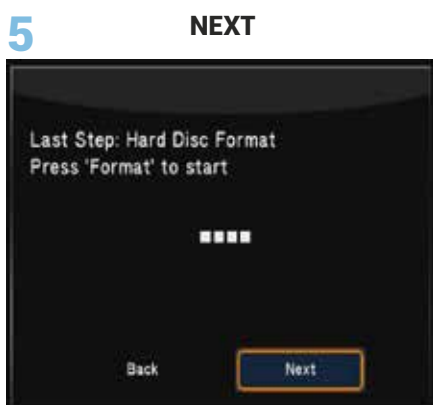 5 NEXT
Last Step: Hard Disc Format
Press 'Format' to start
Back Next